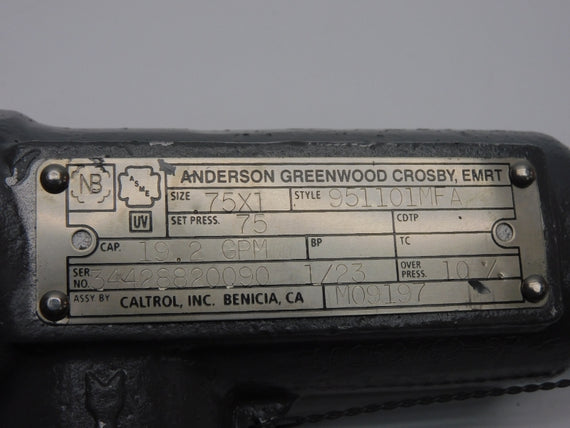 NB ASME ANDERSON GREENWOOD CROSBY, EMRT
SIZE .75X1 STYLE 951101MFA
UV SET PRESS. 75 CDTP
CAP. 19.2 GPM BP TC
SER. NO. 34428820090 1/23 OVER PRESS. 10 %
ASSY BY CALTROL, INC. BENICIA, CA M09197